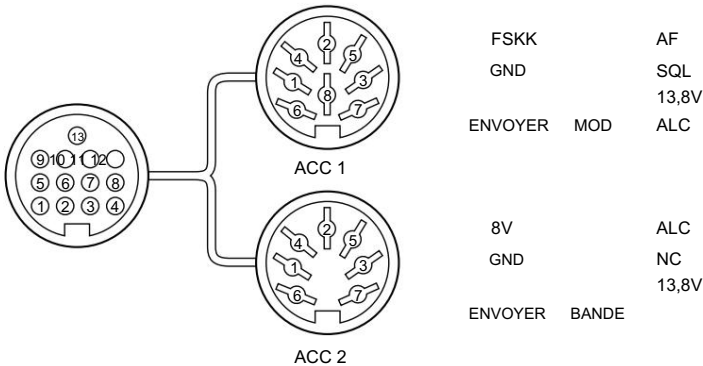 FSKK AF
GND SQL
13,8V
ENVOYER MOD ALC
2
4 5
1 3
8
6 7
ACC 1
13
9 10 11 12
5 6 7 8
1 2 3 4
8V ALC
GND NC
13,8V
ENVOYER BANDE
2
4 5
1 3
6 7
ACC 2